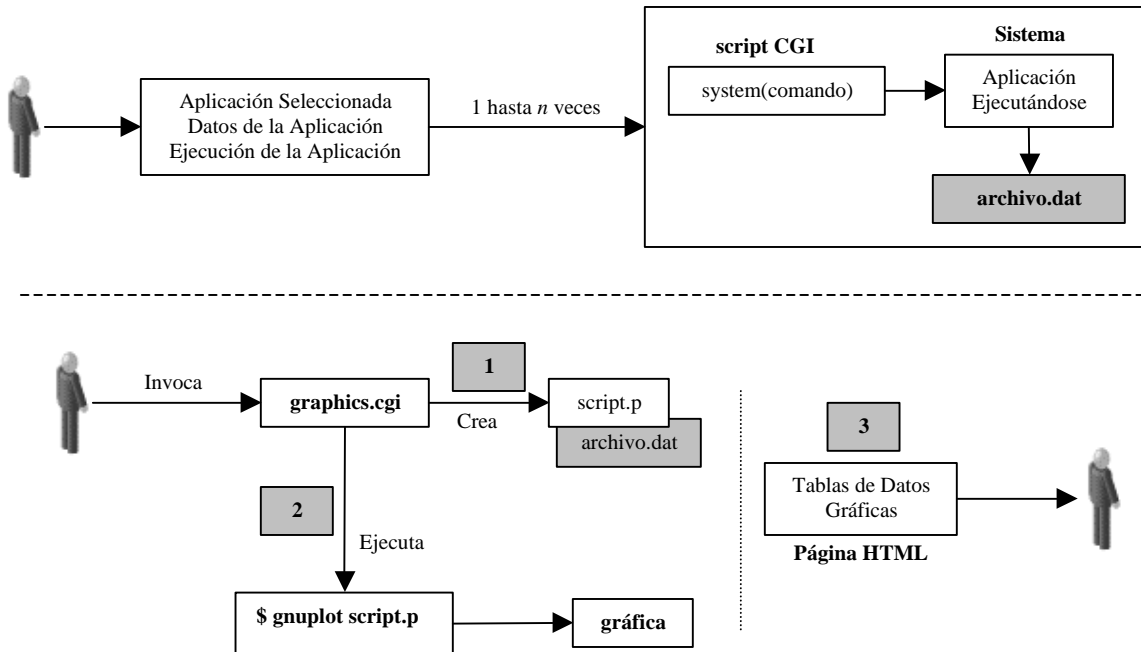 script CGI
Sistema
Aplicación Seleccionada
Datos de la Aplicación
Ejecución de la Aplicación
1 hasta n veces
system(comando)
Aplicación
Ejecutándose
archivo.dat
Invoca
graphics.cgi
1
Crea
script.p
archivo.dat
2
Ejecuta
$ gnuplot script.p
gráfica
3
Tablas de Datos
Gráficas
Página HTML